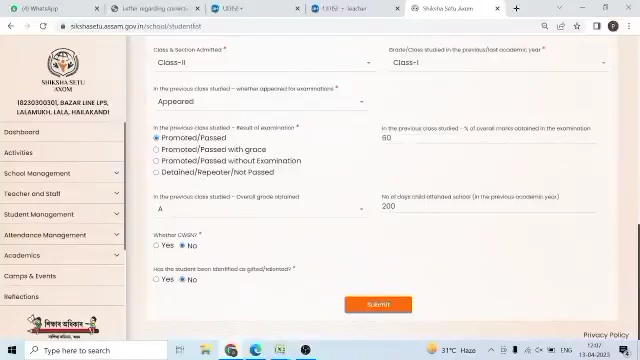 WhatsApp
Letter regarding correcti
UDISE+
UDISE+ - teacher
Shiksha Setu Axom
sikshasetu.assam.gov.in/school/studentlist
SHIKSHA SETU
AXOM
18230300301, BAZAR LINE LPS,
LALAMUKH, LALA, HAILAKANDI
Dashboard
Activities
School Management
Teacher and Staff
Student Management
Attendance Management
Academics
Camps & Events
Reflections
Class & Section Admitted *
Grade/Class studied in the previous/last academic year *
Class-II
Class-I
In the previous class studied - whether appeared for examinations *
Appeared
In the previous class studied - Result of examination *
In the previous class studied - % of overall marks obtained in the examination
Promoted/Passed
60
Promoted/Passed with grace
Promoted/Passed without Examination
Detained/Repeater/Not Passed
In the previous class studied - Overall grade obtained
No of days child attended school (in the previous academic year)
A
200
Whether CWSN? *
Yes No
Has the student been identified as gifted/talented? *
Yes No
Submit
Privacy Policy
Type here to search
31°C Haze
ENG
12:07
13-04-2023